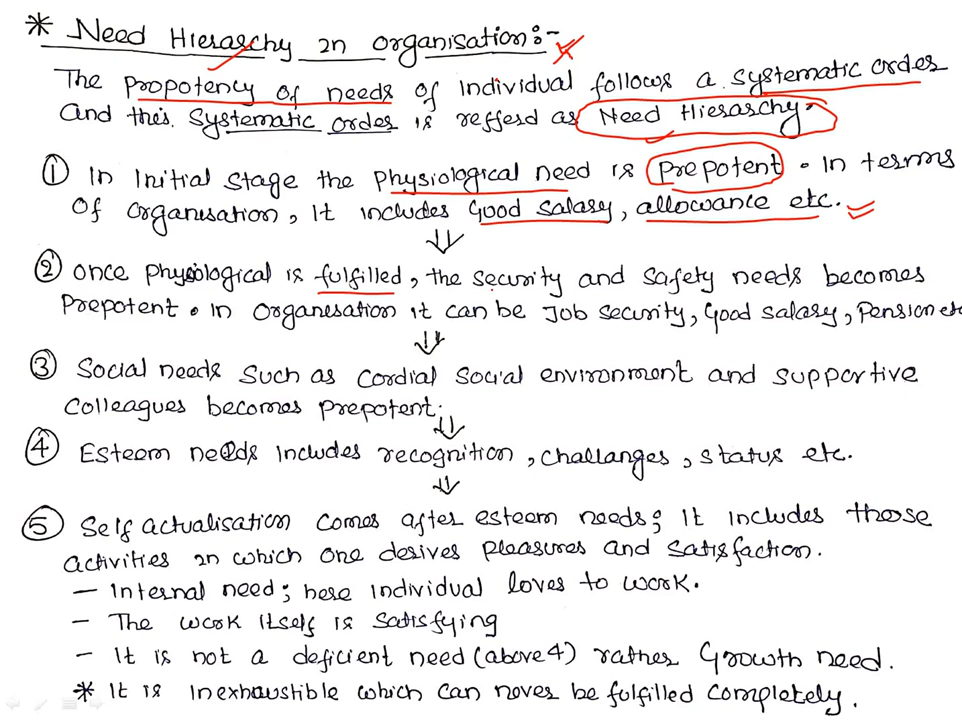 * Need Hierarchy in organisation:-
The propotency of needs of individual follows a systematic order
and this systematic order is refferd as Need Hierarchy.
① In Initial stage the physiological need is prepotent. In terms
of organisation, It includes Good salary, allowance etc.
② Once physiological is fulfilled, the security and safety needs becomes
prepotent. In organesation it can be Job security, Good salary, Pension etc
③ Social needs such as cordial social environment and supportive
colleagues becomes prepotent.
④ Esteem needs includes recognition, challanges, status etc.
⑤ Self actualisation comes after esteem needs; It includes those
activities in which one derives pleasures and satisfaction.
- Internal need; here individual loves to work.
- The work itself is satisfying
- It is not a deficient need (above 4) rather Growth need.
* It is inexhaustible which can never be fulfilled completely.